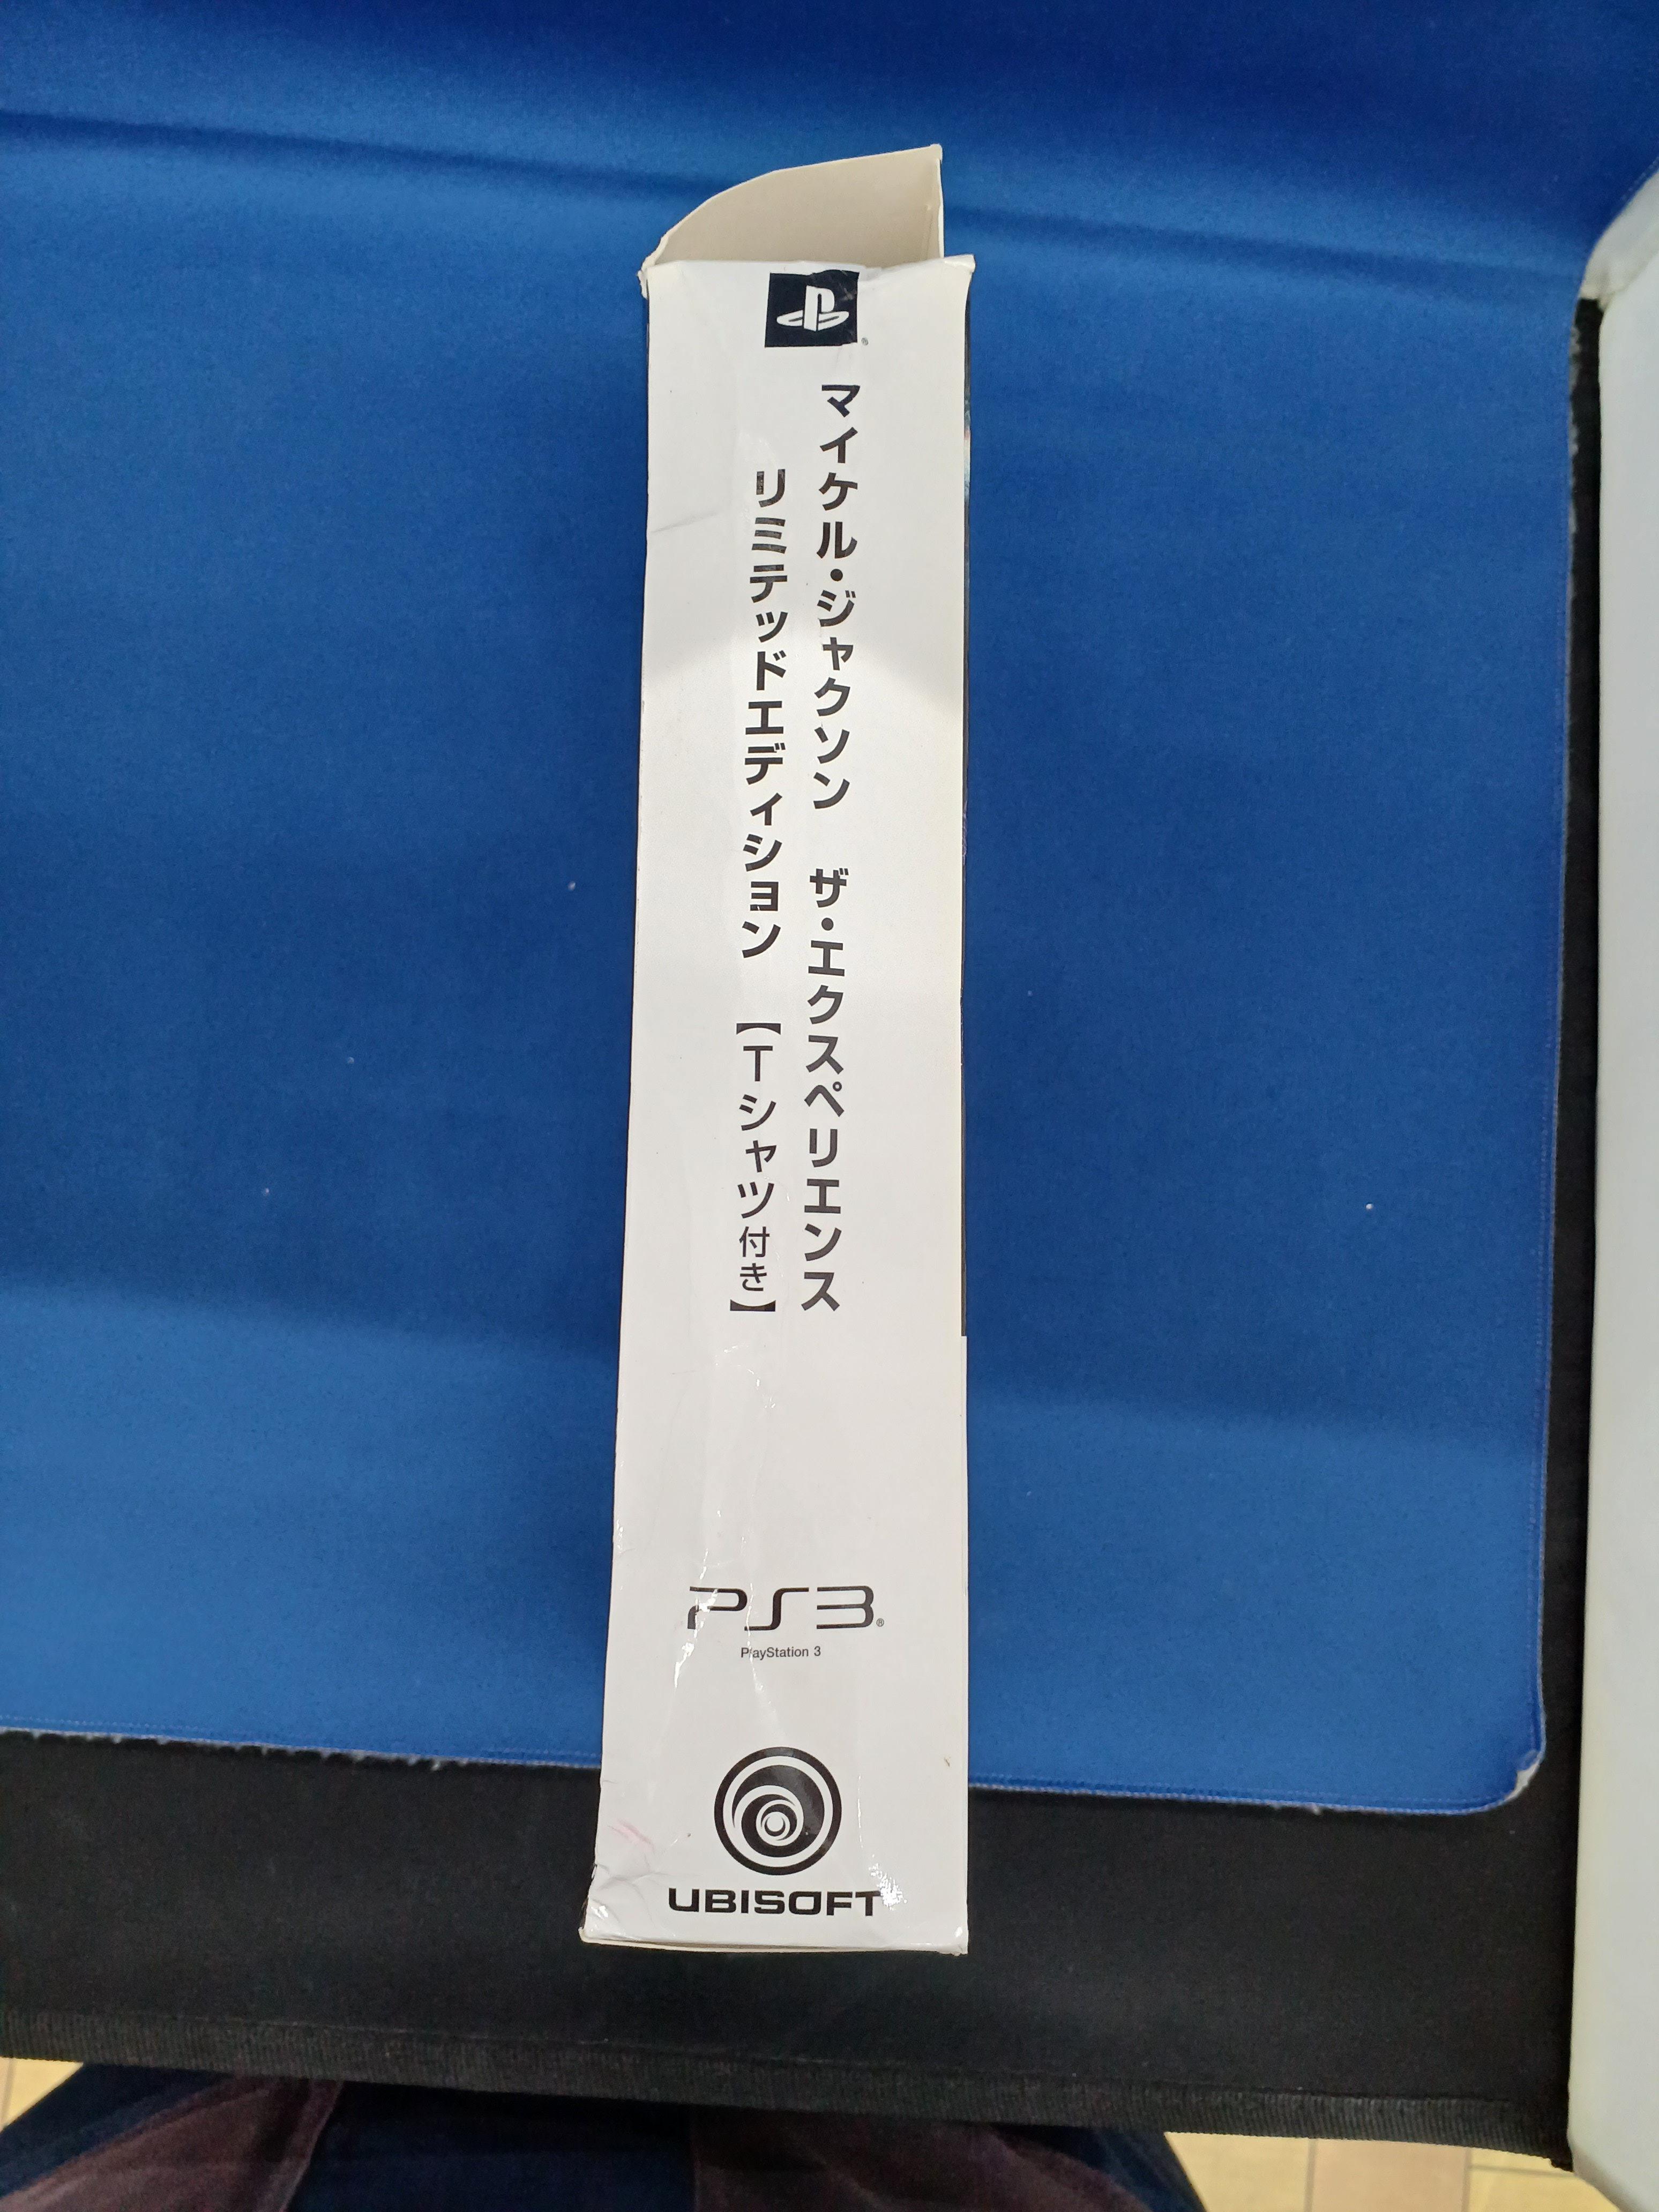 マイケル・ジャクソン　ザ・エクスペリエンス
リミテッドエディション　【Tシャツ付き】
PS3®
PlayStation 3
UBISOFT